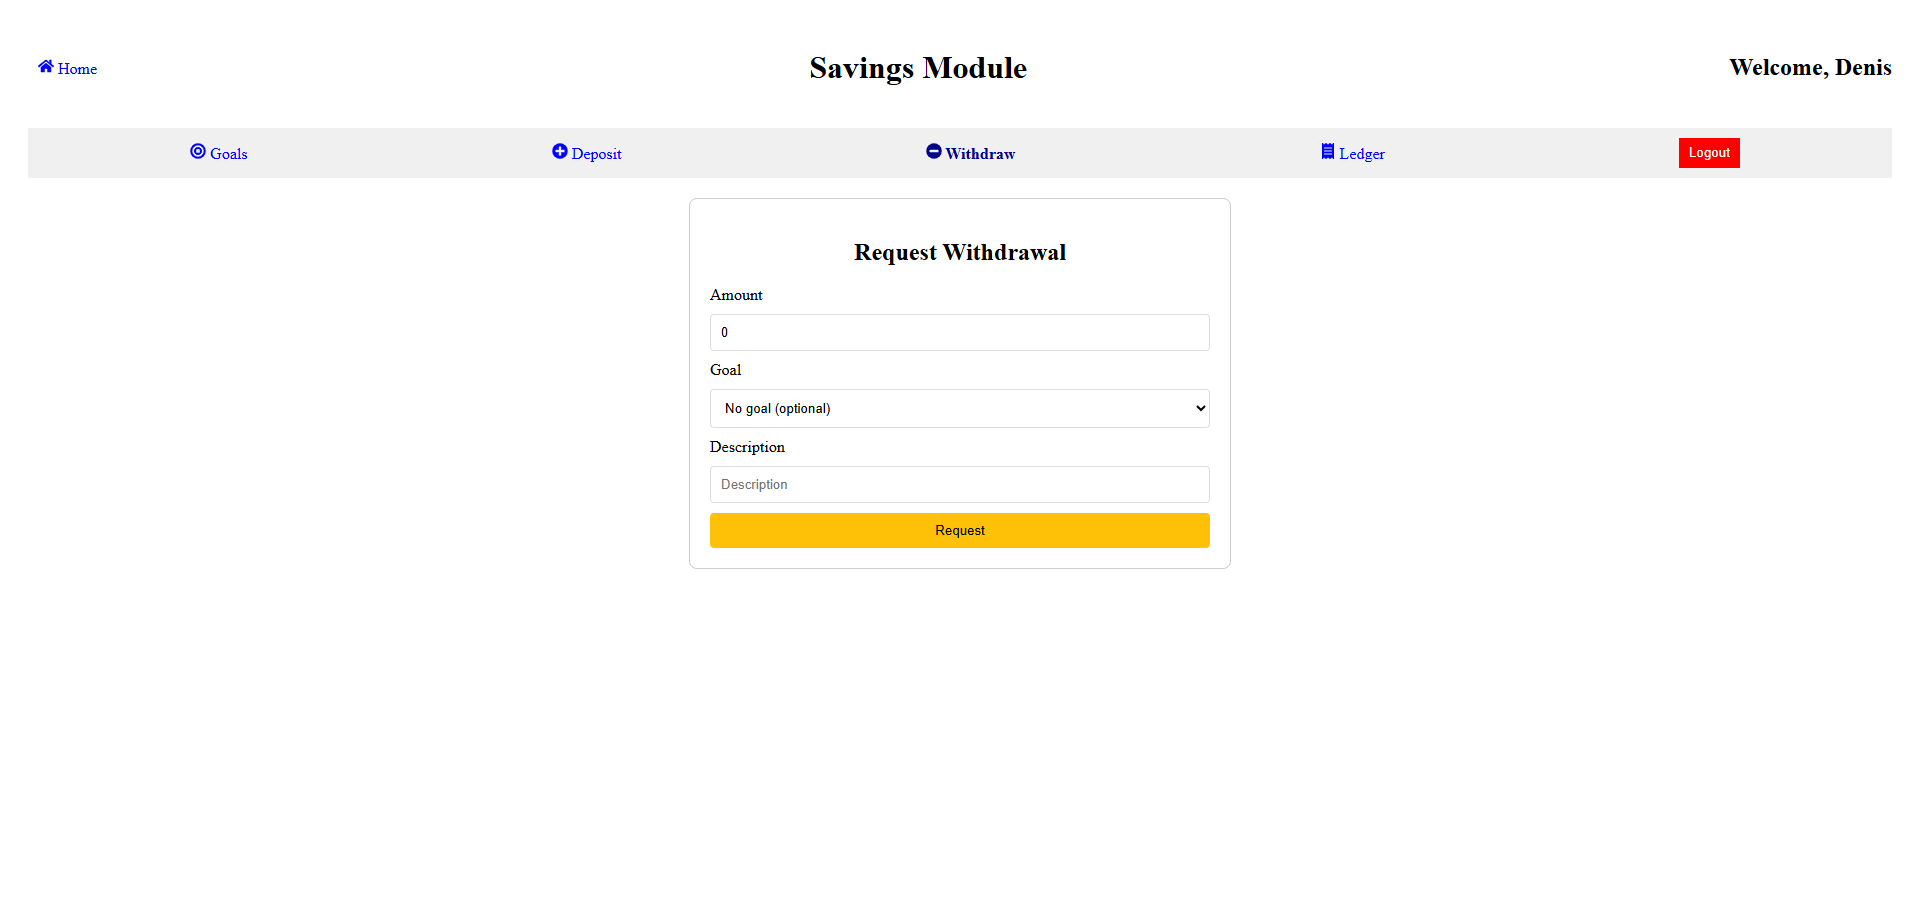 Home
Savings Module
Welcome, Denis
Goals
Deposit
Withdraw
Ledger
Logout
Request Withdrawal
Amount
0
Goal
No goal (optional)
Description
Description
Request